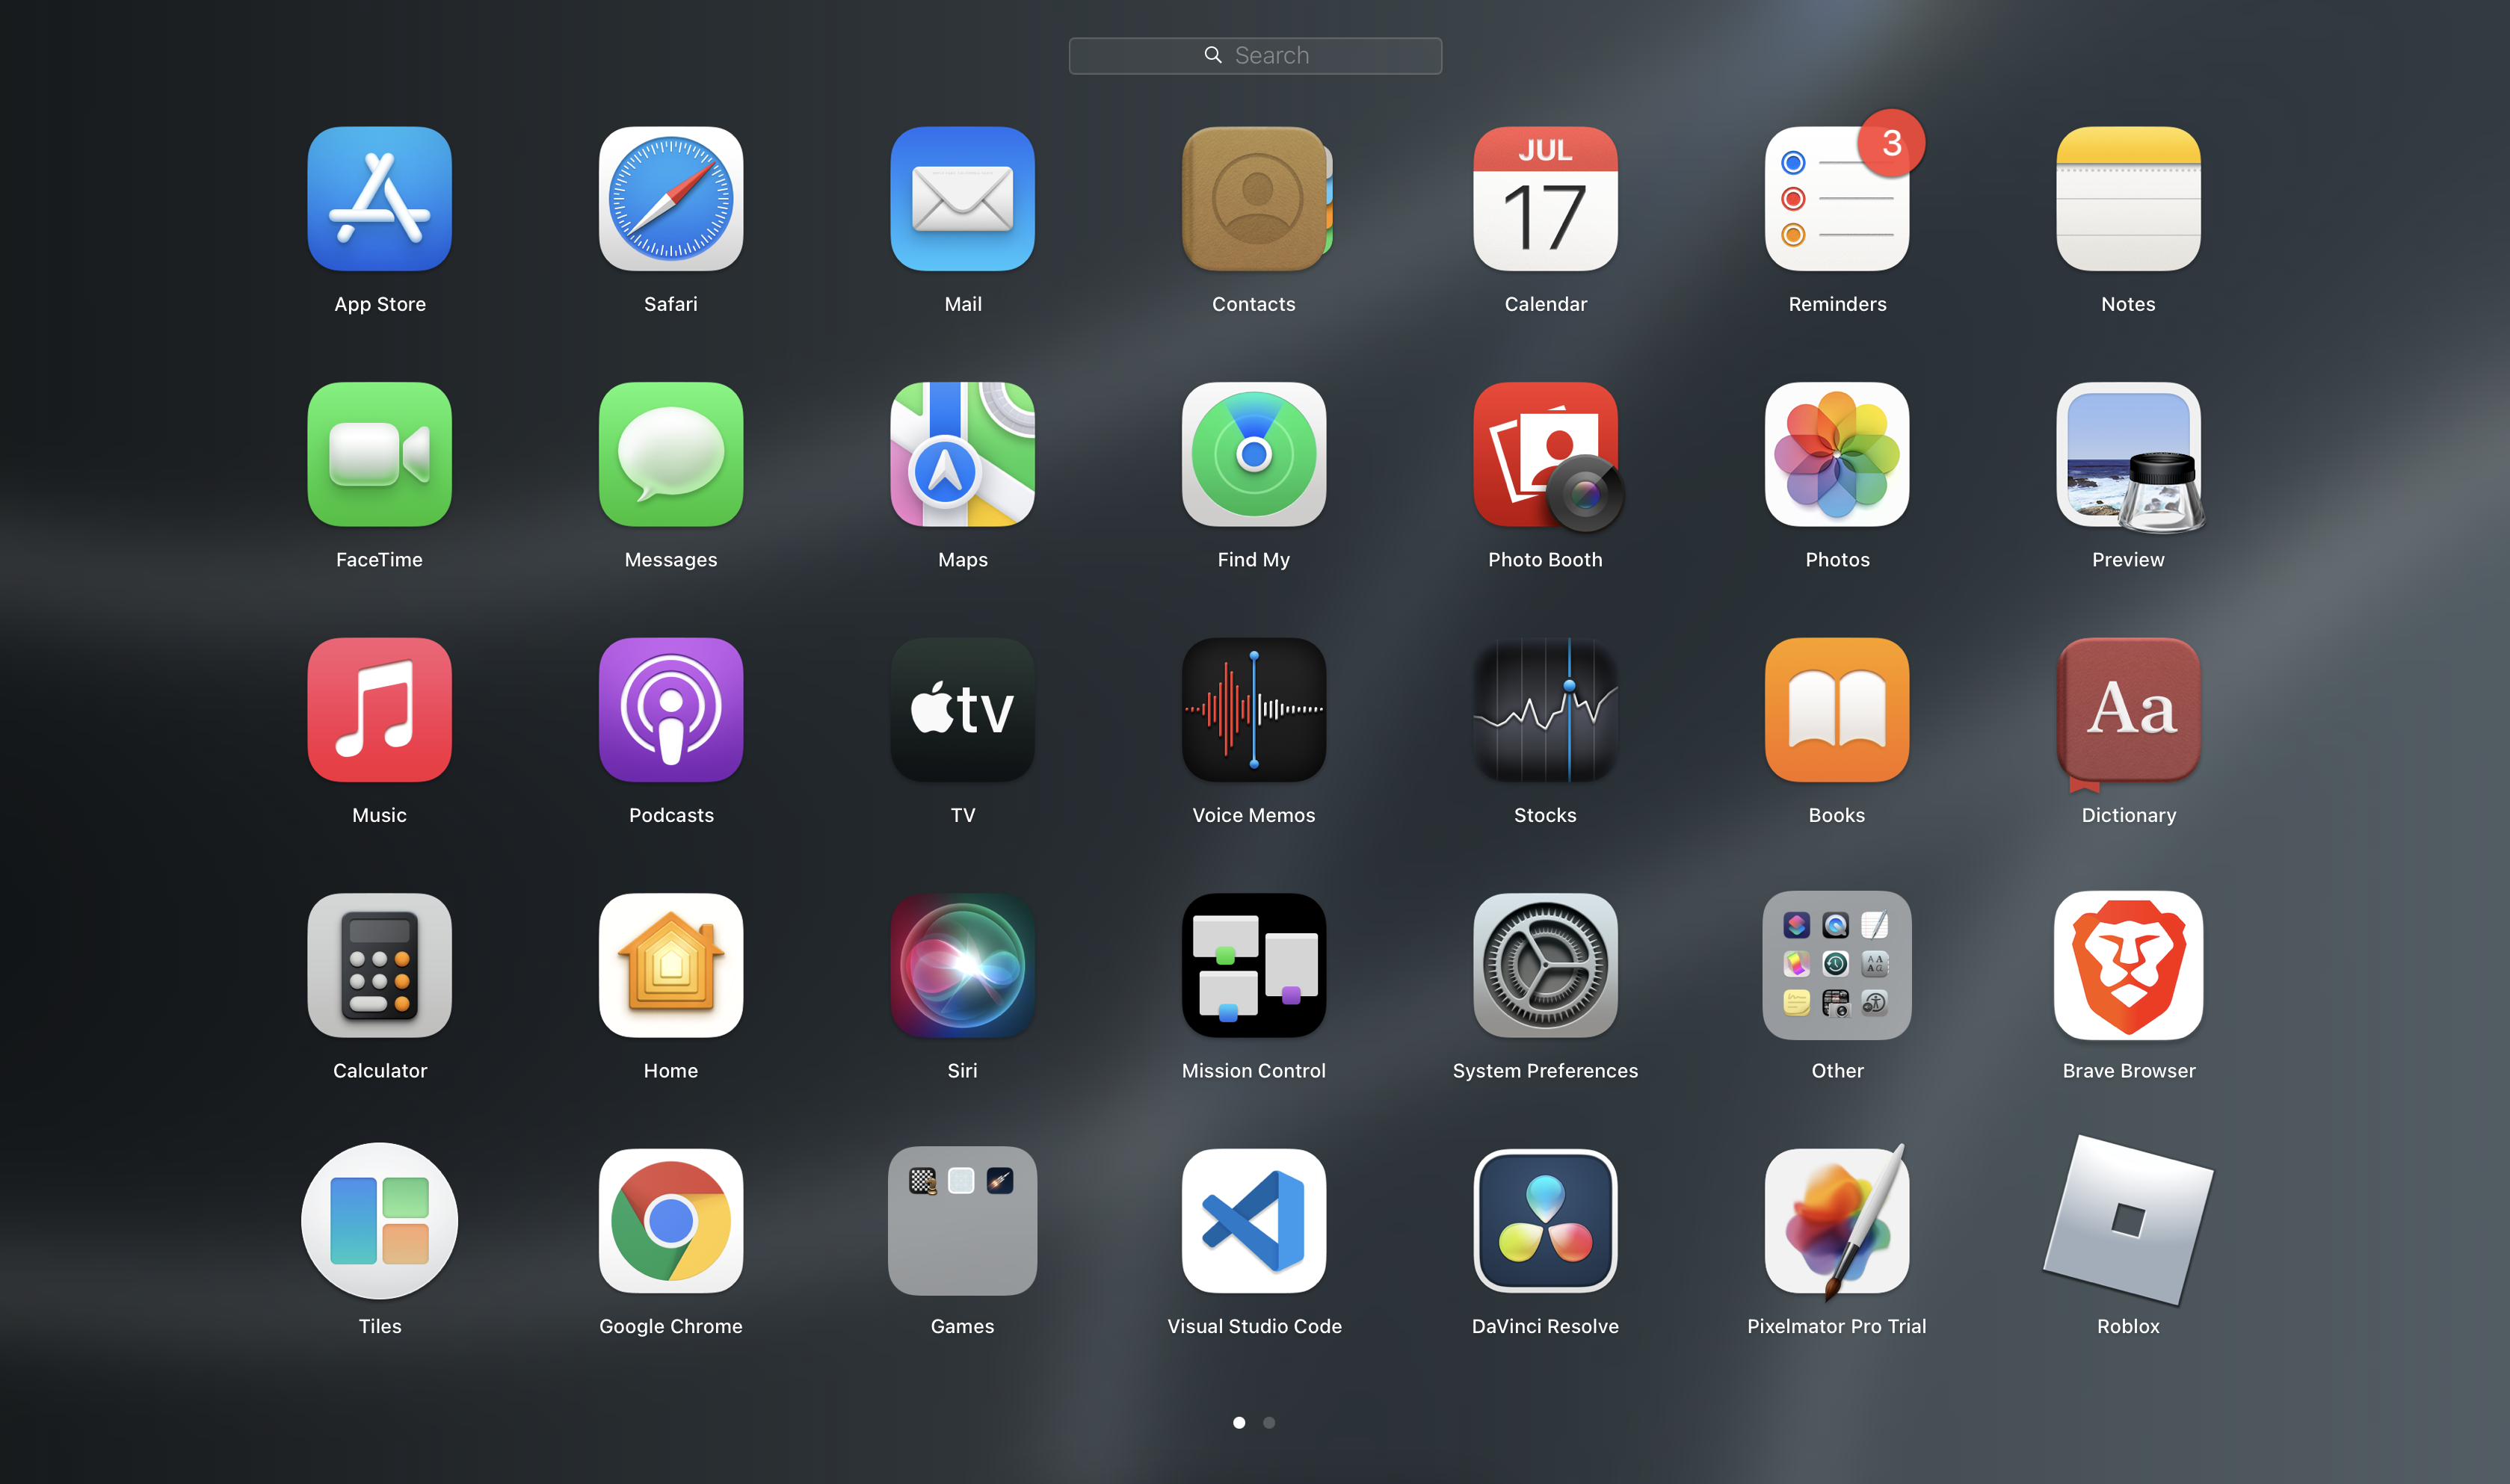 Search
3
JUL
17
App Store Safari Mail Contacts Calendar Reminders Notes
FaceTime Messages Maps Find My Photo Booth Photos Preview
tv
Aa
Music Podcasts TV Voice Memos Stocks Books Dictionary
Calculator Home Siri Mission Control System Preferences Other Brave Browser
Tiles Google Chrome Games Visual Studio Code DaVinci Resolve Pixelmator Pro Trial Roblox